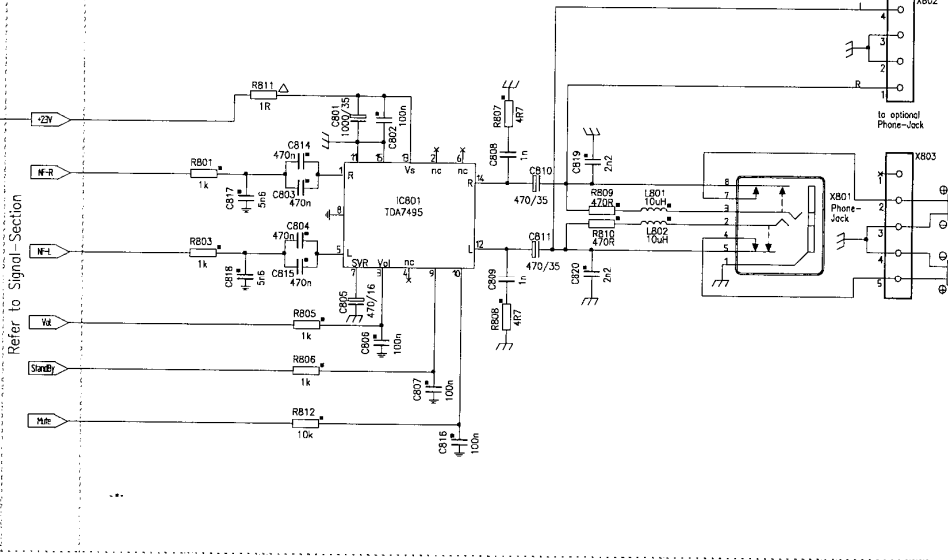 X802
L
4
3
2
R
1
to optional
Phone-Jack
Refer to Signal-Section
+23V
R811
1R
C801
1000/35
C802
100n
NF-R
R801
1k
C817
5n6
C814
470n
C803
470n
11
15
13
Vs
2
nc
6
nc
1
R
8
IC801
TDA7495
R
14
R807
4R7
C808
1n
C810
470/35
C819
2n2
R809
470R
L801
10uH
R810
470R
L802
10uH
8
7
3
2
4
5
1
X801
Phone-
Jack
X803
1
2
3
4
5
NF-L
R803
1k
C818
5n6
C804
470n
C815
470n
5
L
SVR
7
Vol
3
nc
4
9
10
L
12
C805
470/16
C809
1n
R808
4R7
C811
470/35
C820
2n2
Vol
R805
1k
C806
100n
StandBy
R806
1k
C807
100n
Mute
R812
10k
C816
100n